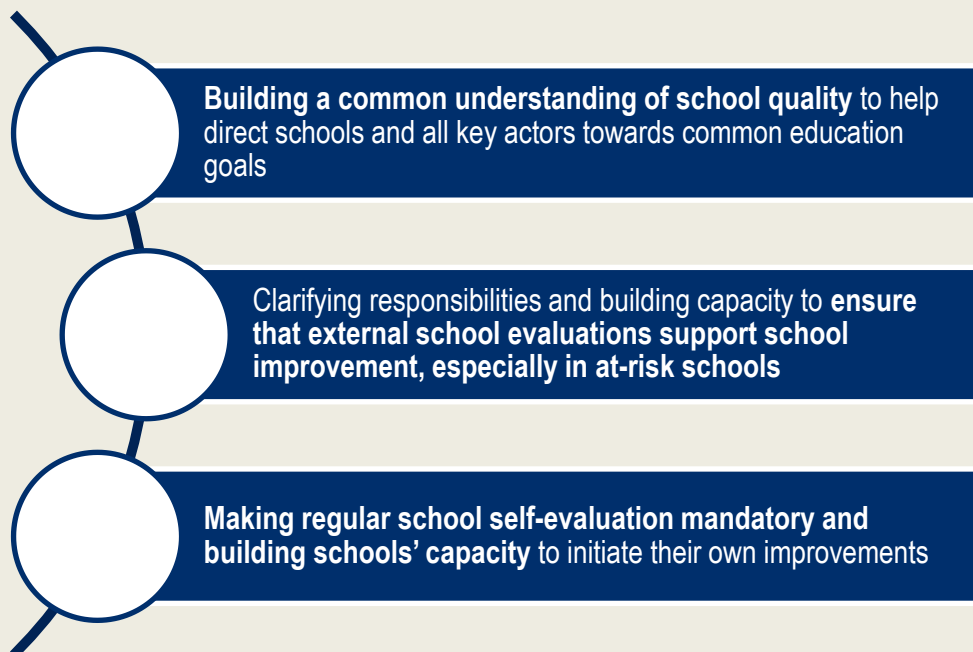 Building a common understanding of school quality to help
direct schools and all key actors towards common education
goals
Clarifying responsibilities and building capacity to ensure
that external school evaluations support school
improvement, especially in at-risk schools
Making regular school self-evaluation mandatory and
building schools’ capacity to initiate their own improvements